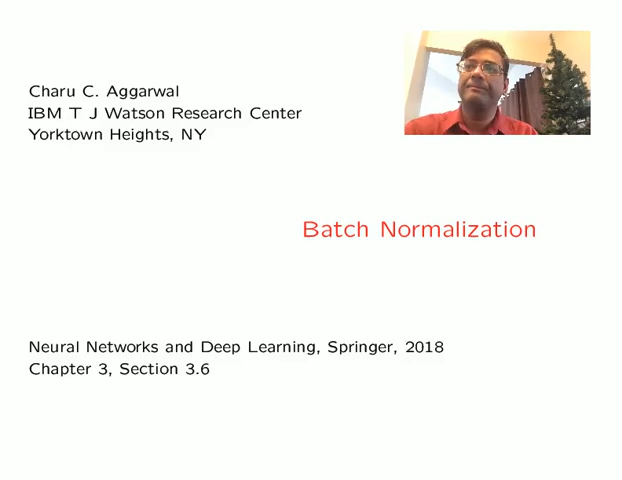 Charu C. Aggarwal
IBM T J Watson Research Center
Yorktown Heights, NY
Batch Normalization
Neural Networks and Deep Learning, Springer, 2018
Chapter 3, Section 3.6